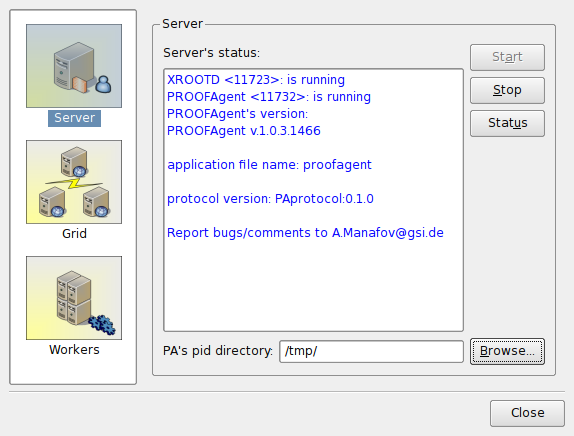 Server
Grid
Workers
Server
Server's status:
XROOTD <11723>: is running
PROOFAgent <11732>: is running
PROOFAgent's version:
PROOFAgent v.1.0.3.1466
application file name: proofagent
protocol version: PAprotocol:0.1.0
Report bugs/comments to A.Manafov@gsi.de
Start
Stop
Status
PA's pid directory: /tmp/ Browse...
Close